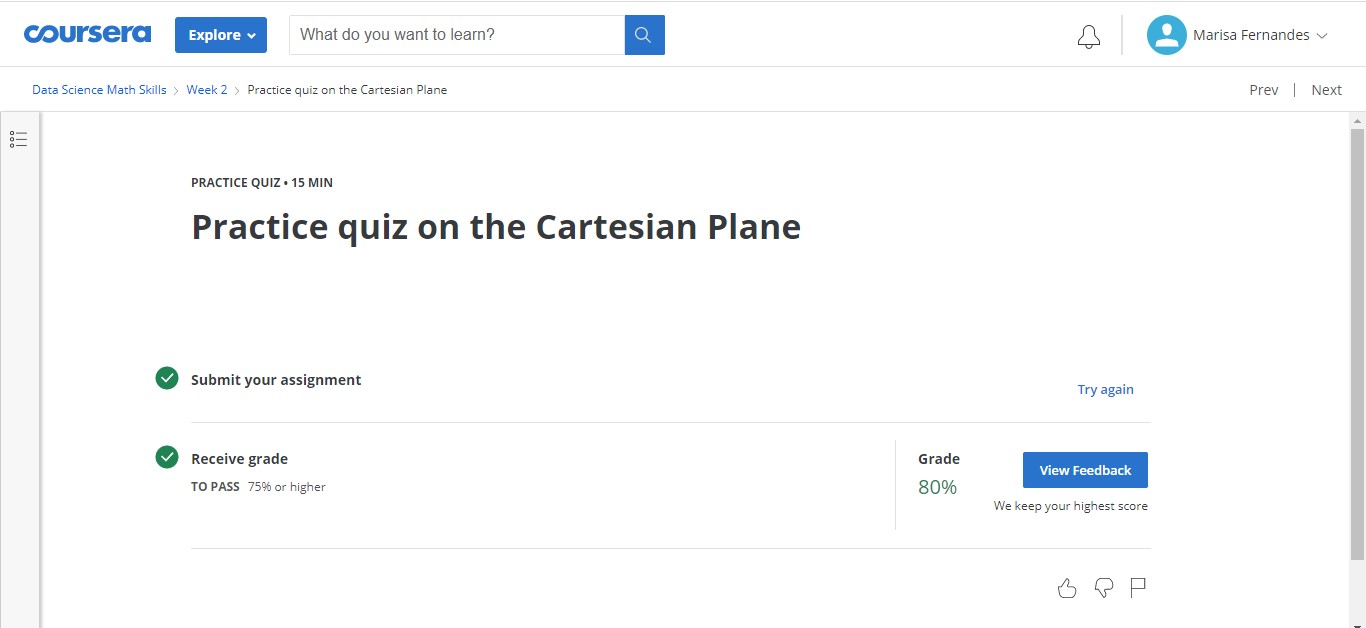 coursera Explore What do you want to learn? Marisa Fernandes
Data Science Math Skills > Week 2 > Practice quiz on the Cartesian Plane Prev | Next
PRACTICE QUIZ • 15 MIN
Practice quiz on the Cartesian Plane
Submit your assignment
Try again
Receive grade
TO PASS 75% or higher
Grade
80%
View Feedback
We keep your highest score